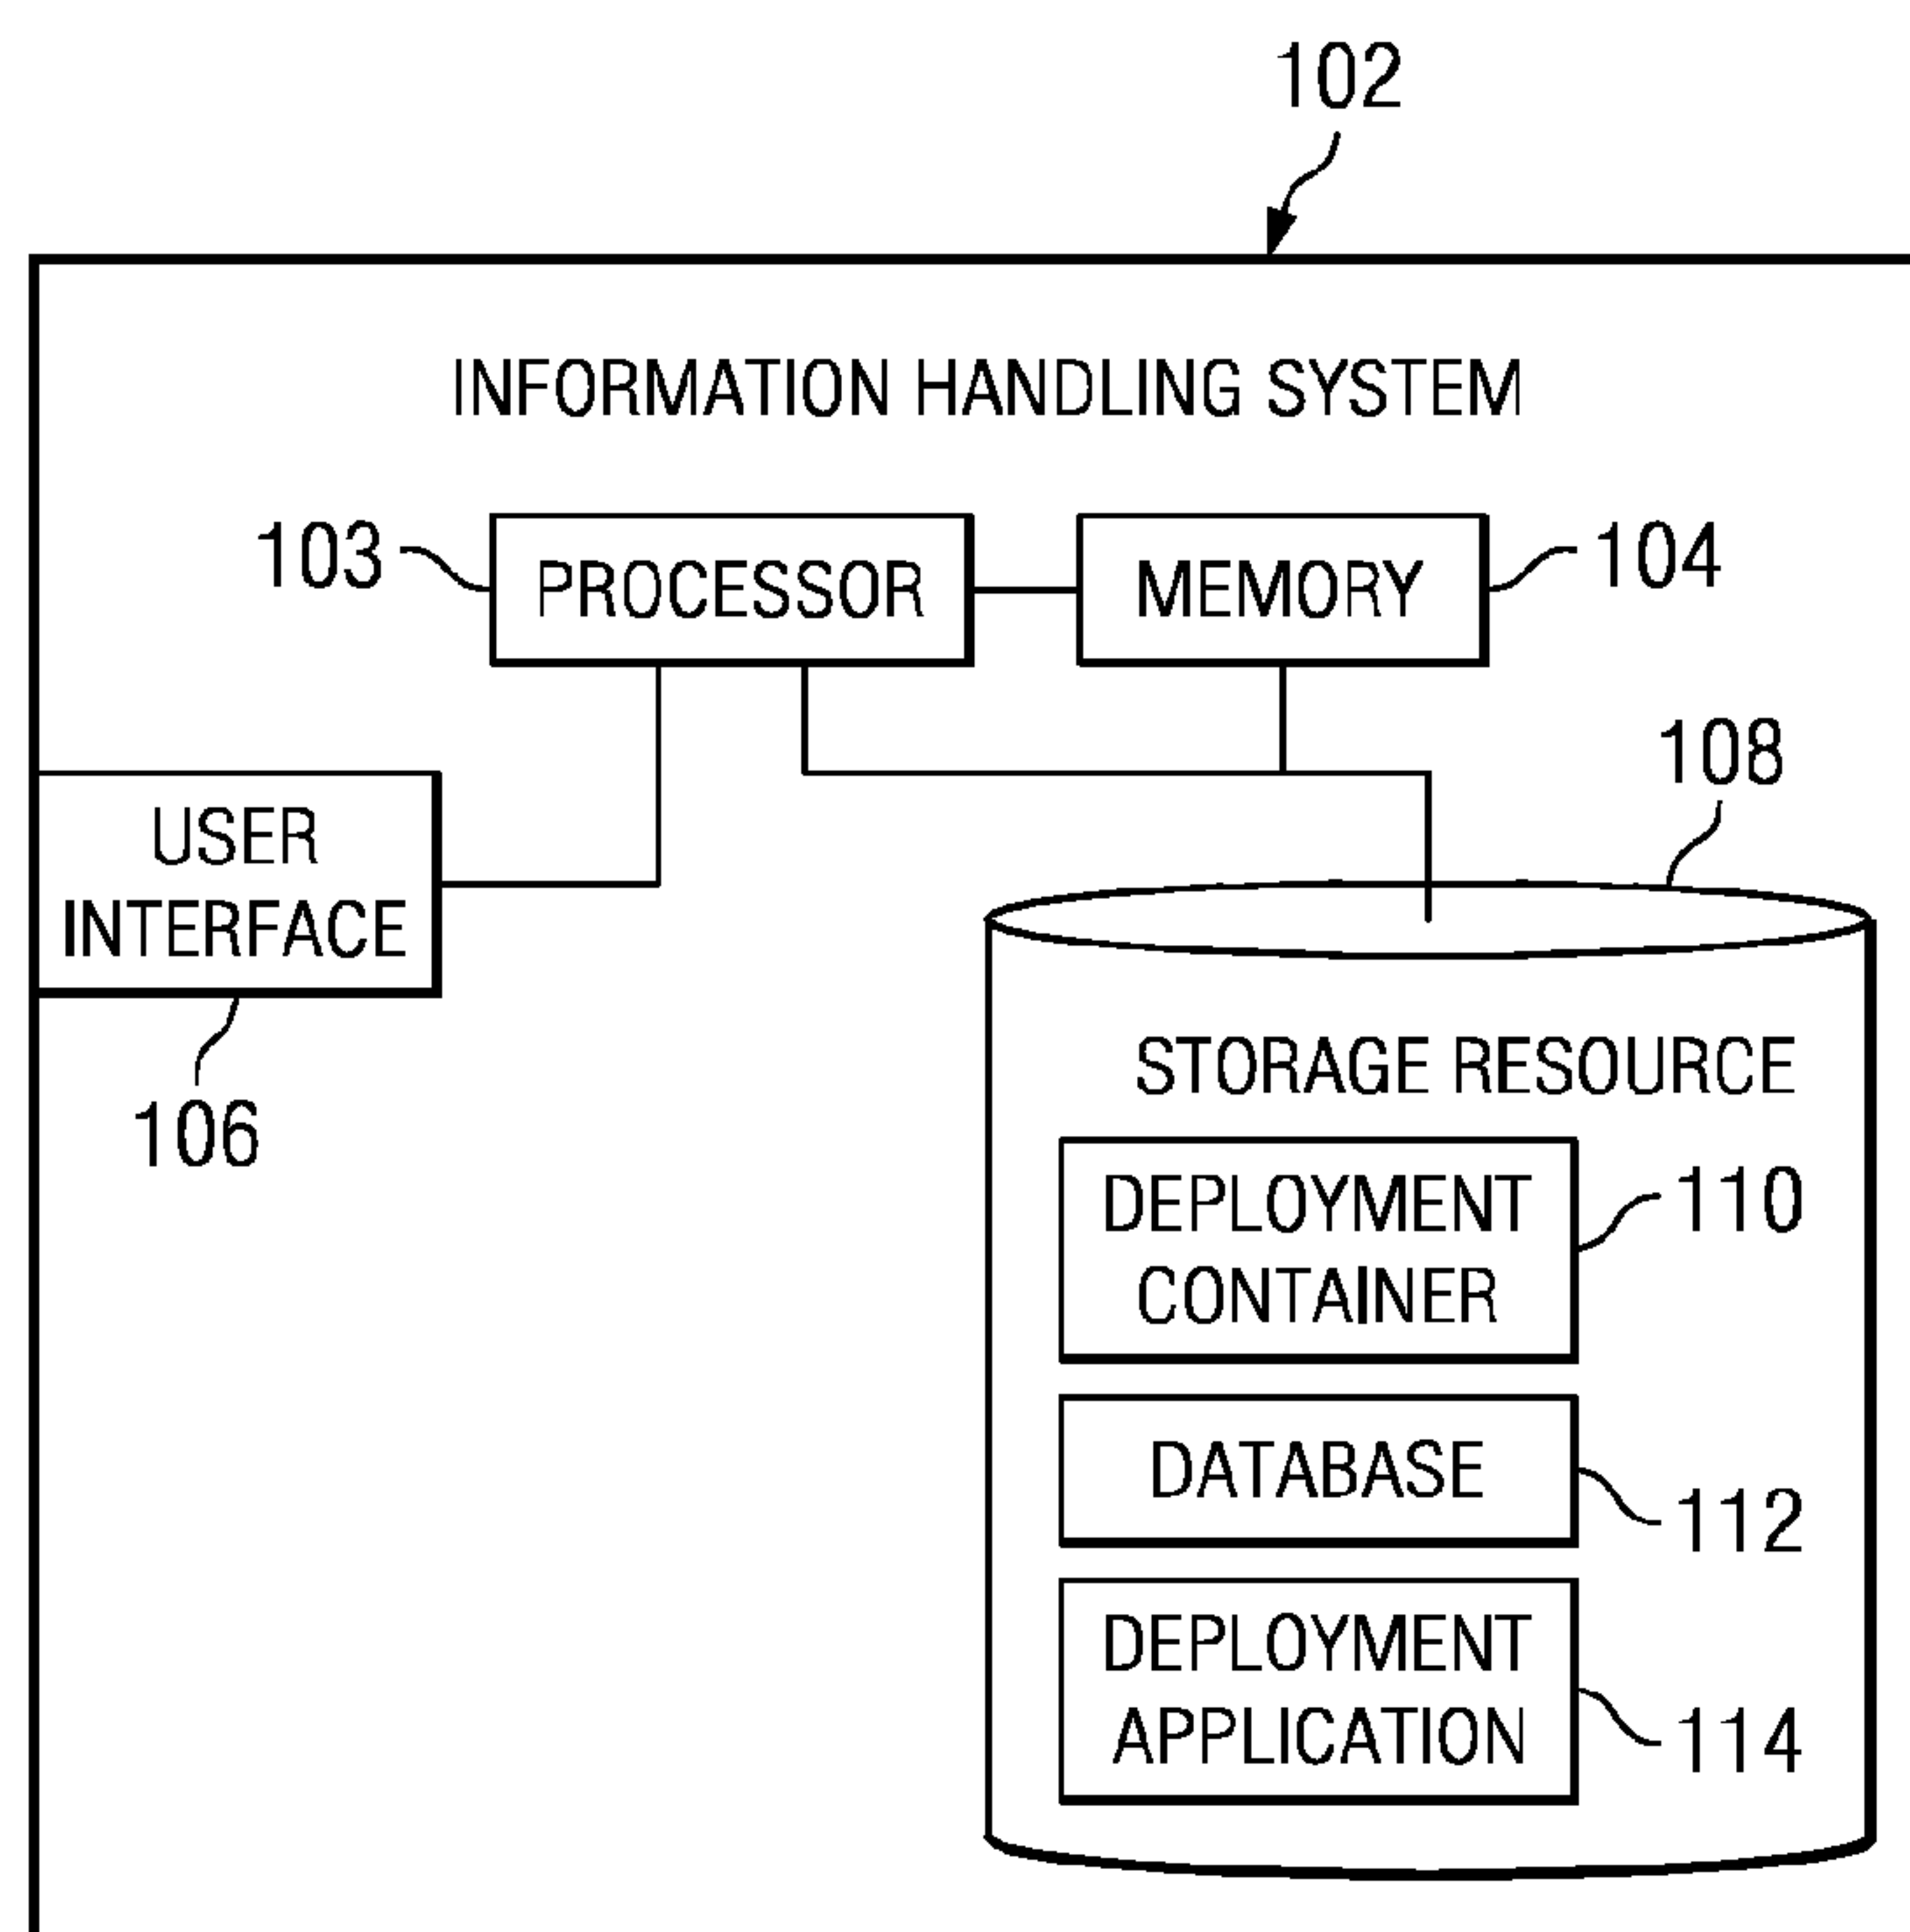 102
INFORMATION HANDLING SYSTEM
103
PROCESSOR
MEMORY
104
108
USER
INTERFACE
106
STORAGE RESOURCE
DEPLOYMENT
CONTAINER
110
DATABASE
112
DEPLOYMENT
APPLICATION
114